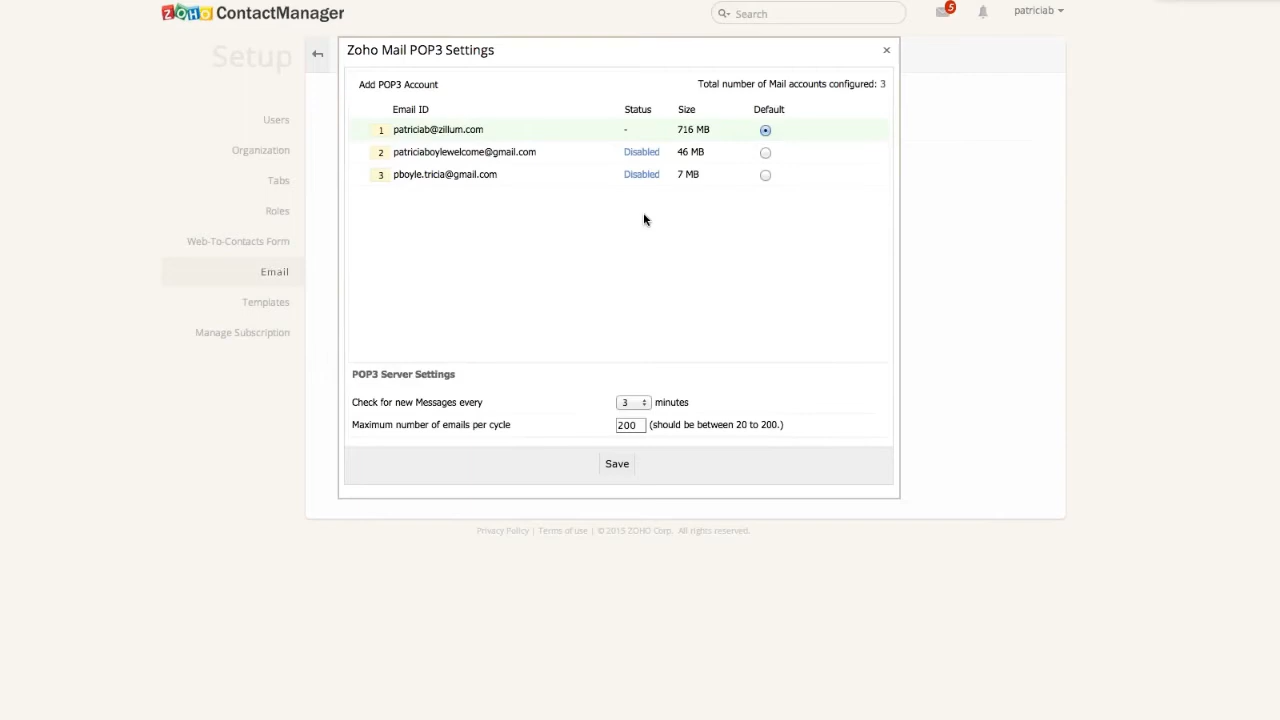 ZOHO ContactManager
Search
5
patriciab
Setup
Zoho Mail POP3 Settings
×
Users
Organization
Tabs
Roles
Web-To-Contacts Form
Email
Templates
Manage Subscription
Add POP3 Account
Total number of Mail accounts configured: 3
Email ID Status Size Default
1 patriciab@zillum.com - 716 MB
2 patriciaboylewelcome@gmail.com Disabled 46 MB
3 pboyle.tricia@gmail.com Disabled 7 MB
POP3 Server Settings
Check for new Messages every 3 minutes
Maximum number of emails per cycle 200 (should be between 20 to 200.)
Save
Privacy Policy | Terms of use | © 2015 ZOHO Corp. All rights reserved.